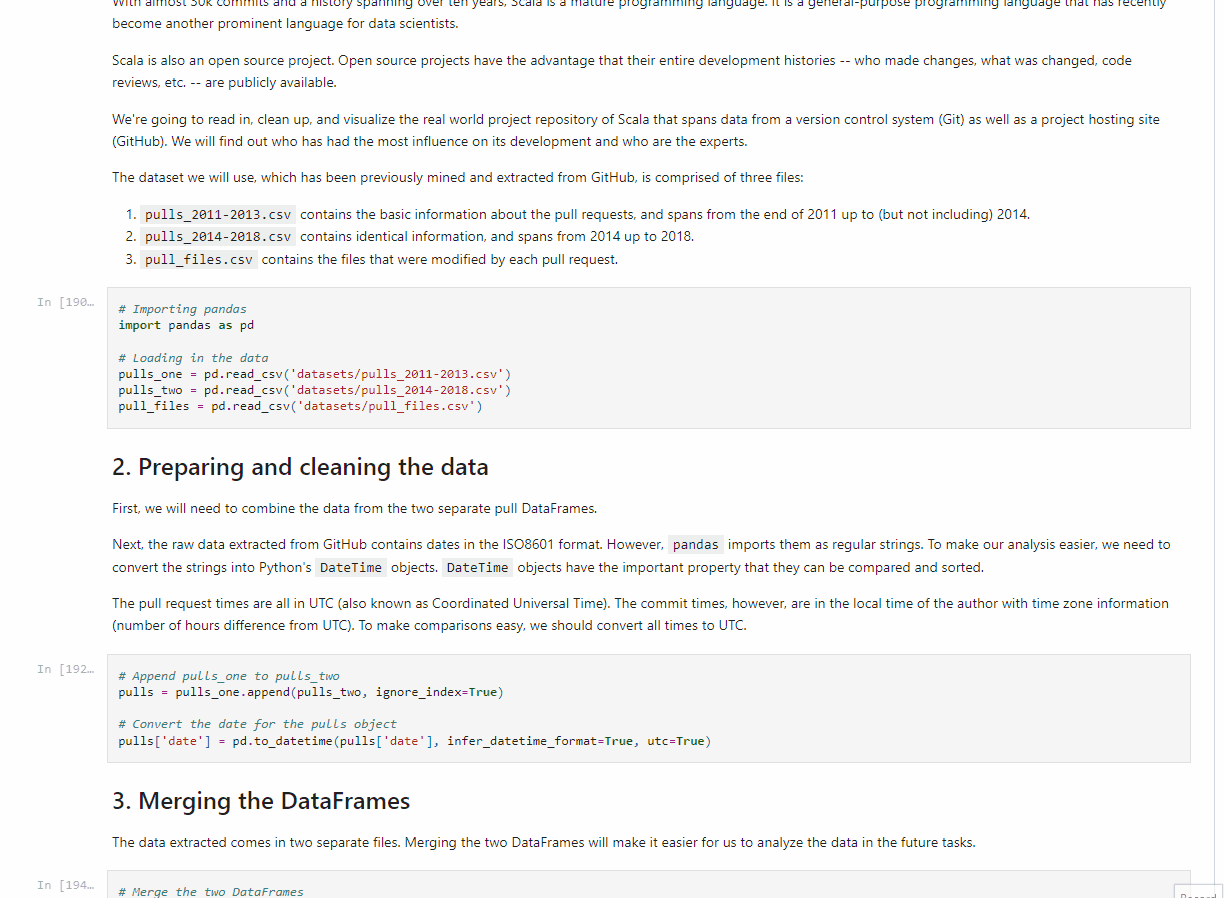 With almost 30k commits and a history spanning over ten years, Scala is a mature programming language. It is a general-purpose programming language that has recently
become another prominent language for data scientists.
Scala is also an open source project. Open source projects have the advantage that their entire development histories -- who made changes, what was changed, code
reviews, etc. -- are publicly available.
We're going to read in, clean up, and visualize the real world project repository of Scala that spans data from a version control system (Git) as well as a project hosting site
(GitHub). We will find out who has had the most influence on its development and who are the experts.
The dataset we will use, which has been previously mined and extracted from GitHub, is comprised of three files:
1. pulls_2011-2013.csv contains the basic information about the pull requests, and spans from the end of 2011 up to (but not including) 2014.
2. pulls_2014-2018.csv contains identical information, and spans from 2014 up to 2018.
3. pull_files.csv contains the files that were modified by each pull request.
In [190…
# Importing pandas
import pandas as pd
# Loading in the data
pulls_one = pd.read_csv('datasets/pulls_2011-2013.csv')
pulls_two = pd.read_csv('datasets/pulls_2014-2018.csv')
pull_files = pd.read_csv('datasets/pull_files.csv')
2. Preparing and cleaning the data
First, we will need to combine the data from the two separate pull DataFrames.
Next, the raw data extracted from GitHub contains dates in the ISO8601 format. However, pandas imports them as regular strings. To make our analysis easier, we need to
convert the strings into Python's DateTime objects. DateTime objects have the important property that they can be compared and sorted.
The pull request times are all in UTC (also known as Coordinated Universal Time). The commit times, however, are in the local time of the author with time zone information
(number of hours difference from UTC). To make comparisons easy, we should convert all times to UTC.
In [192…
# Append pulls_one to pulls_two
pulls = pulls_one.append(pulls_two, ignore_index=True)
# Convert the date for the pulls object
pulls['date'] = pd.to_datetime(pulls['date'], infer_datetime_format=True, utc=True)
3. Merging the DataFrames
The data extracted comes in two separate files. Merging the two DataFrames will make it easier for us to analyze the data in the future tasks.
In [194…
# Merge the two DataFrames